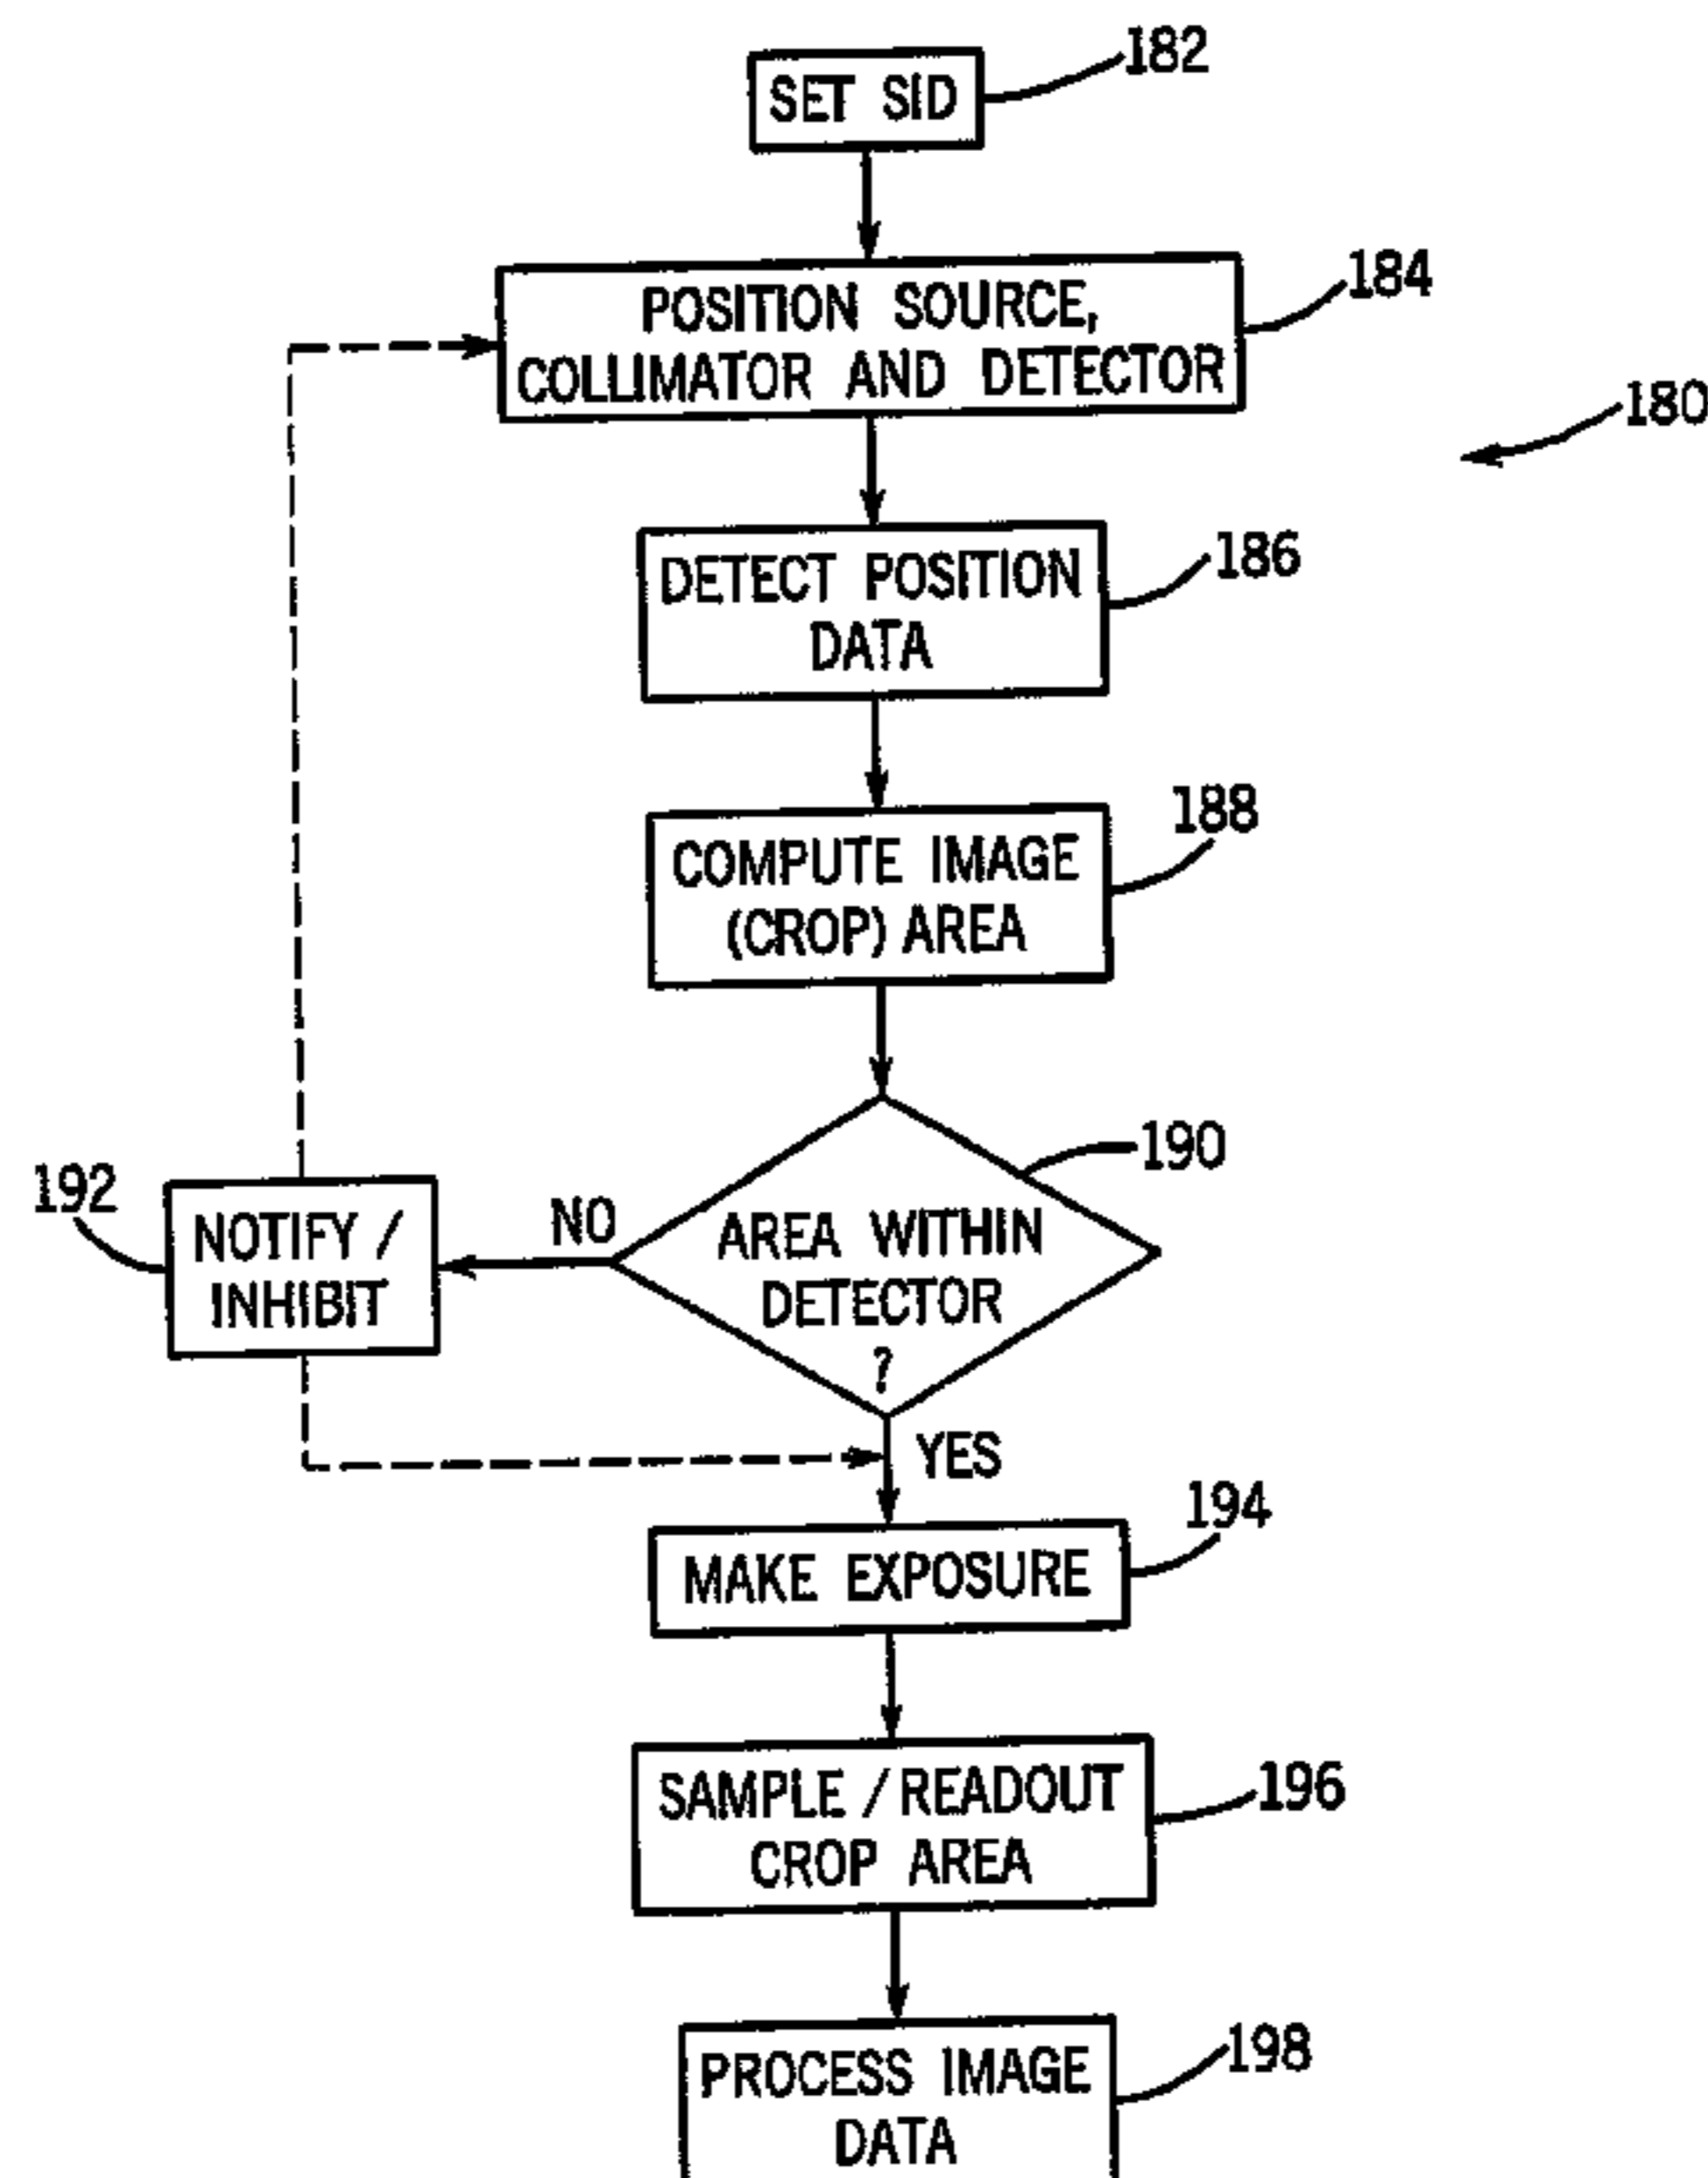 182
SET SID
184
POSITION SOURCE,
COLLIMATOR AND DETECTOR
180
186
DETECT POSITION
DATA
188
COMPUTE IMAGE
(CROP) AREA
190
192
NO
NOTIFY /
INHIBIT
AREA WITHIN
DETECTOR
?
YES
194
MAKE EXPOSURE
196
SAMPLE / READOUT
CROP AREA
198
PROCESS IMAGE
DATA